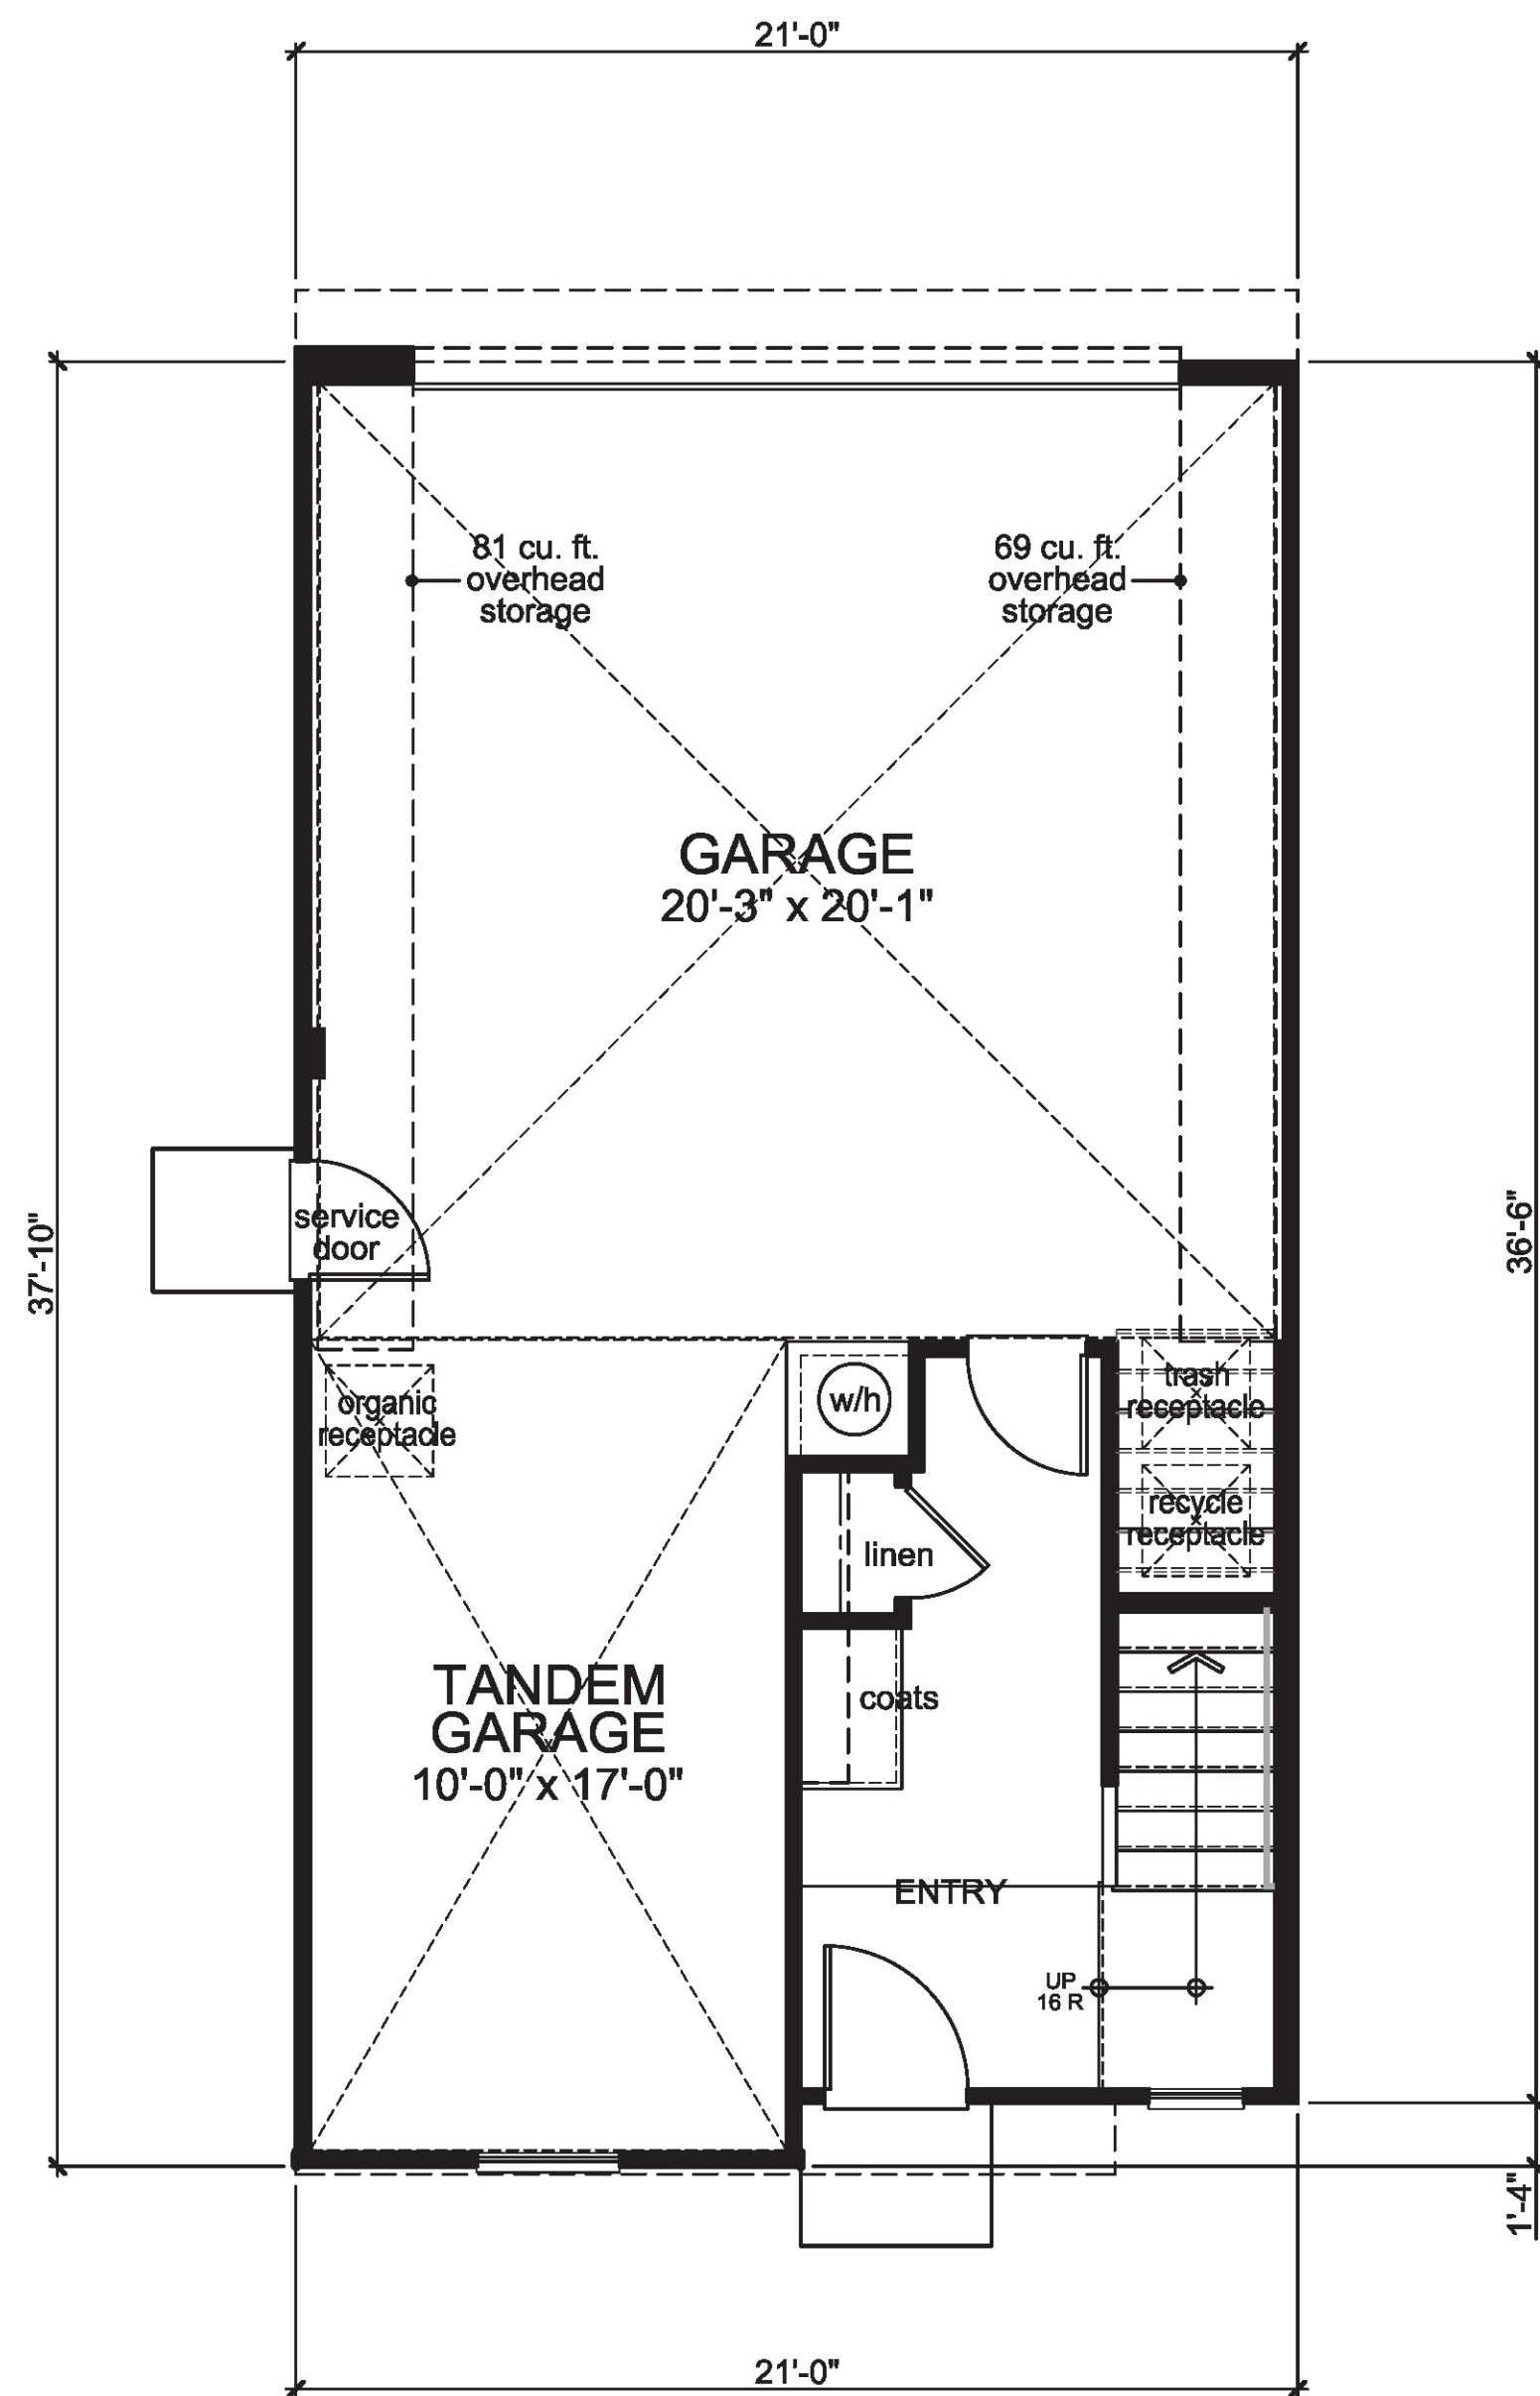 21'-0"
81 cu. ft.
overhead
storage
69 cu. ft.
overhead
storage
GARAGE
20'-3" x 20'-1"
service
door
37'-10"
36'-6"
organic
receptacle
w/h
trash
receptacle
recycle
receptacle
linen
TANDEM
GARAGE
10'-0" x 17'-0"
coats
ENTRY
UP
16 R
1'-4"
21'-0"